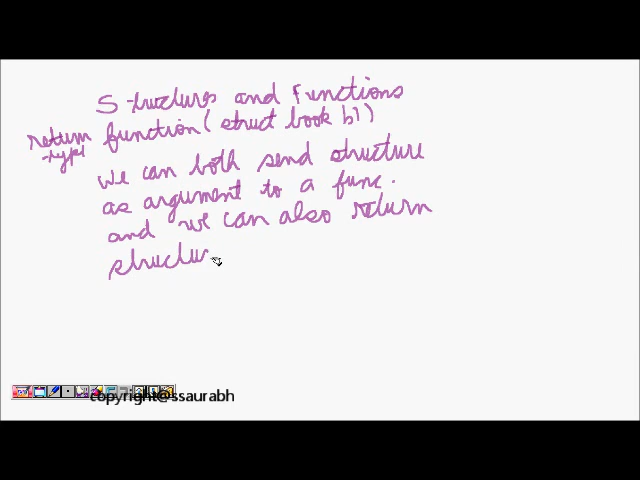 Structures and Functions
return function( struct book b1)
-type
We can both send structure
as argument to a func.
and we can also return
structur
copyright@ssaurabh